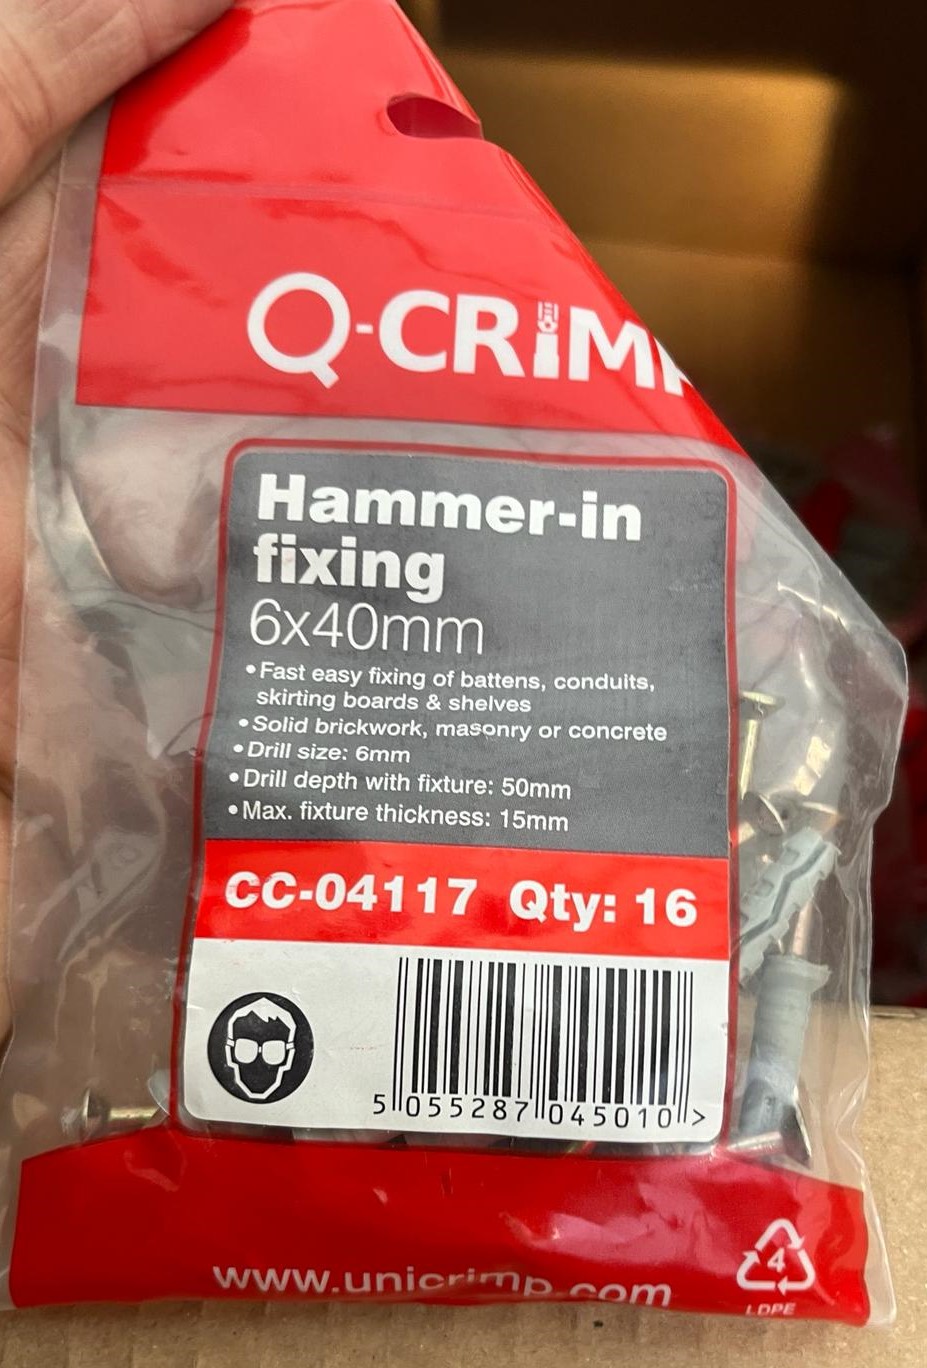 Q-CRiMP
Hammer-in
fixing
6x40mm
•Fast easy fixing of battens, conduits,
skirting boards & shelves
•Solid brickwork, masonry or concrete
•Drill size: 6mm
•Drill depth with fixture: 50mm
•Max. fixture thickness: 15mm
CC-04117 Qty: 16
5 055287 045010 >
www.unicrimp.com
4
LDPE